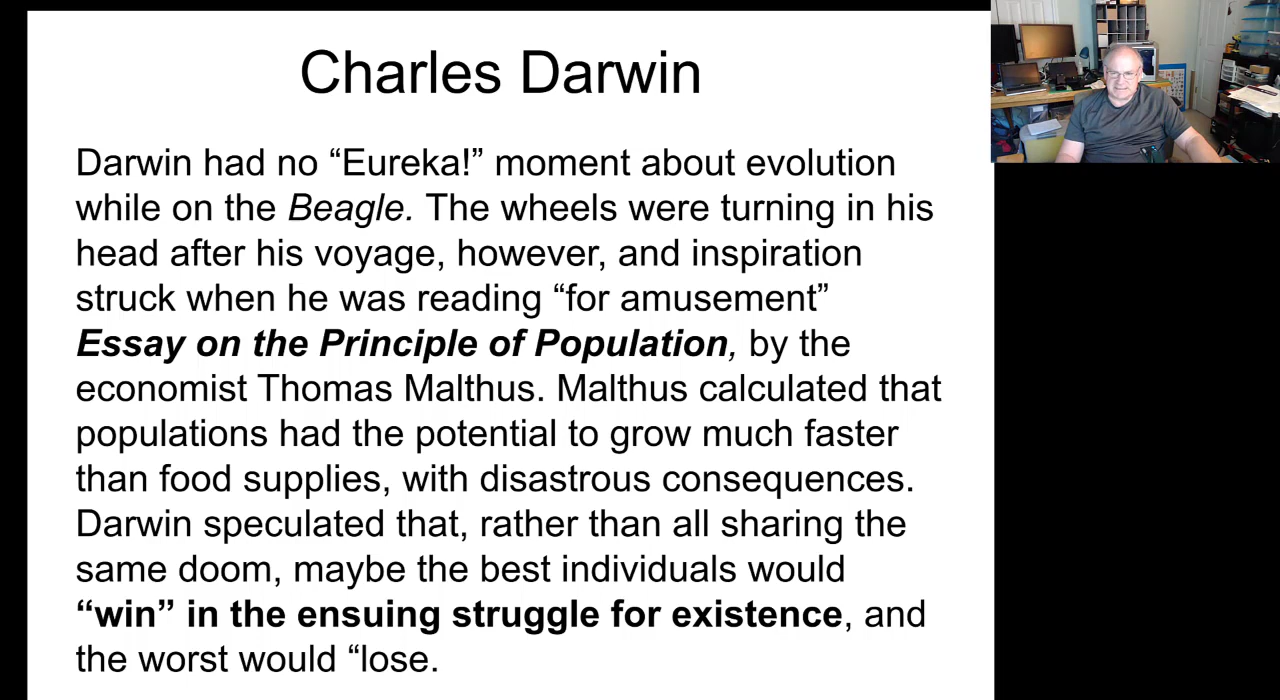 Charles Darwin
Darwin had no “Eureka!” moment about evolution
while on the Beagle. The wheels were turning in his
head after his voyage, however, and inspiration
struck when he was reading “for amusement”
Essay on the Principle of Population, by the
economist Thomas Malthus. Malthus calculated that
populations had the potential to grow much faster
than food supplies, with disastrous consequences.
Darwin speculated that, rather than all sharing the
same doom, maybe the best individuals would
“win” in the ensuing struggle for existence, and
the worst would “lose.